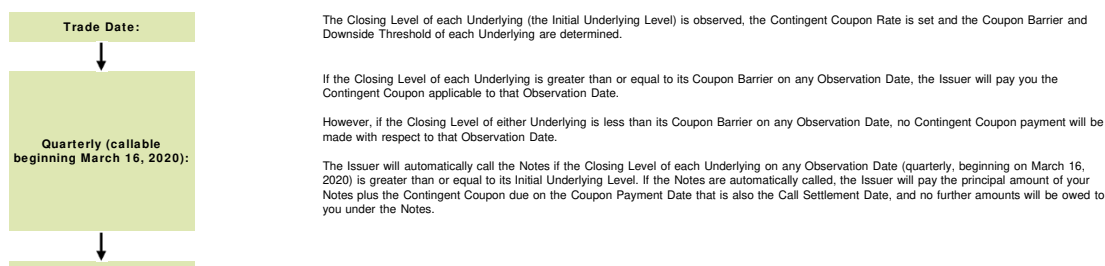 Trade Date:
The Closing Level of each Underlying (the Initial Underlying Level) is observed, the Contingent Coupon Rate is set and the Coupon Barrier and
Downside Threshold of each Underlying are determined.
Quarterly (callable
beginning March 16, 2020):
If the Closing Level of each Underlying is greater than or equal to its Coupon Barrier on any Observation Date, the Issuer will pay you the
Contingent Coupon applicable to that Observation Date.
However, if the Closing Level of either Underlying is less than its Coupon Barrier on any Observation Date, no Contingent Coupon payment will be
made with respect to that Observation Date.
The Issuer will automatically call the Notes if the Closing Level of each Underlying on any Observation Date (quarterly, beginning on March 16,
2020) is greater than or equal to its Initial Underlying Level. If the Notes are automatically called, the Issuer will pay the principal amount of your
Notes plus the Contingent Coupon due on the Coupon Payment Date that is also the Call Settlement Date, and no further amounts will be owed to
you under the Notes.